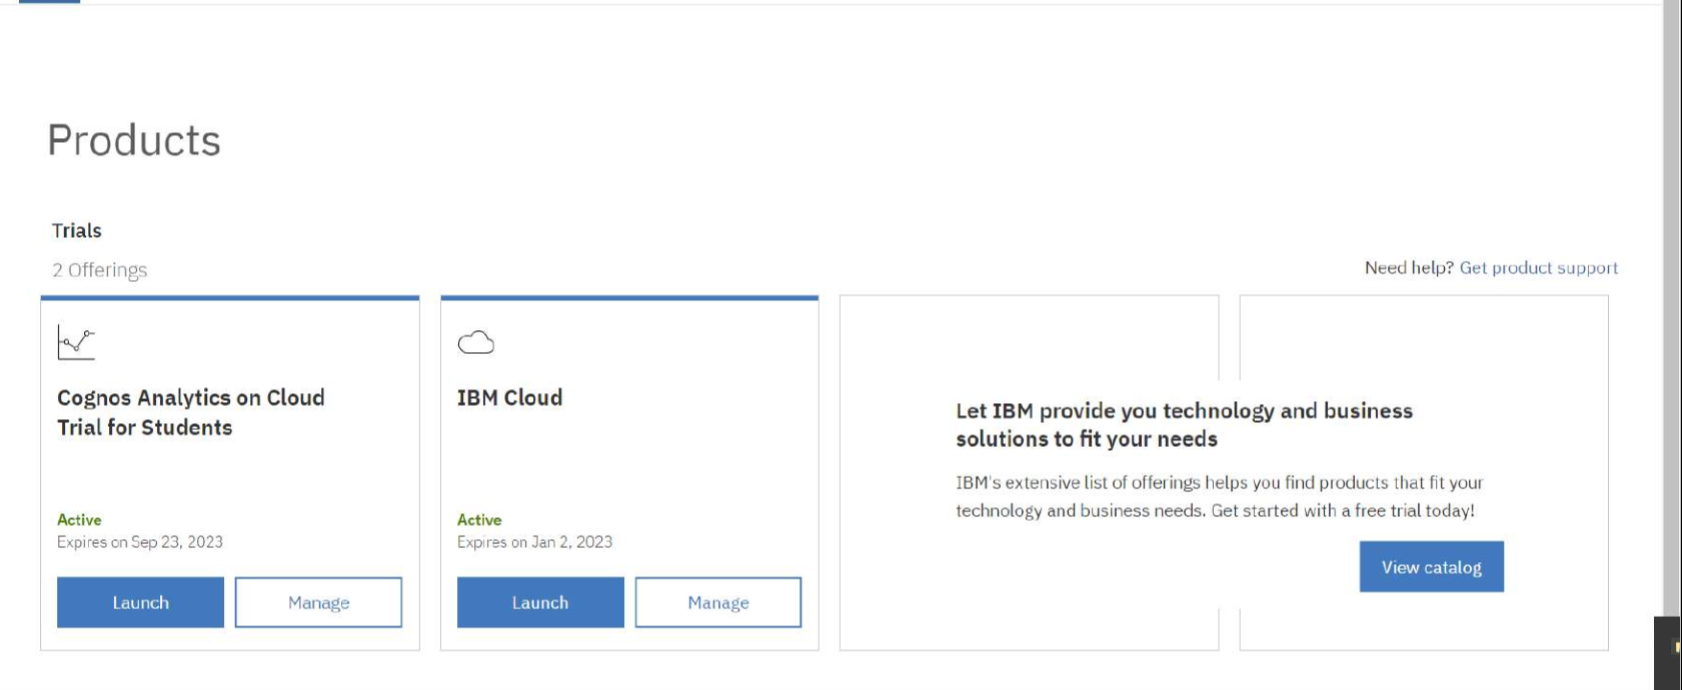 Products
Trials
2 Offerings
Need help? Get product support
Cognos Analytics on Cloud
Trial for Students
Active
Expires on Sep 23, 2023
Launch
Manage
IBM Cloud
Active
Expires on Jan 2, 2023
Launch
Manage
Let IBM provide you technology and business
solutions to fit your needs
IBM's extensive list of offerings helps you find products that fit your
technology and business needs. Get started with a free trial today!
View catalog